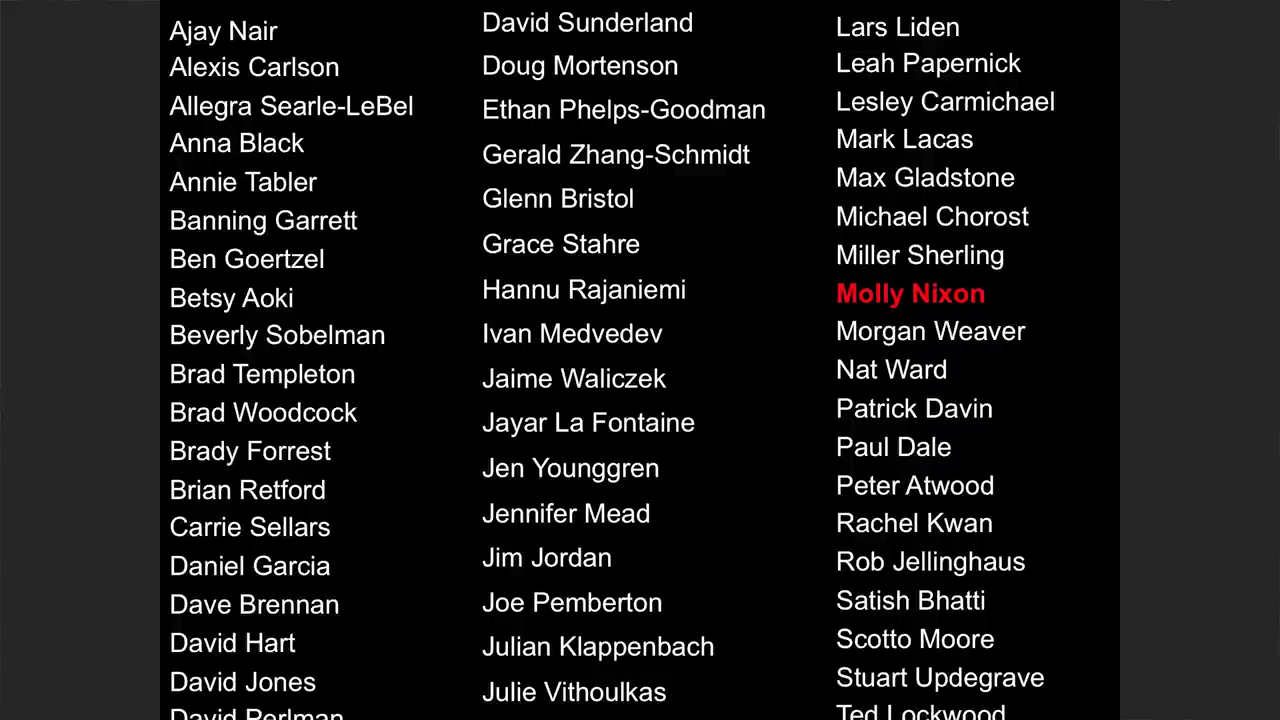 Ajay Nair
Alexis Carlson
Allegra Searle-LeBel
Anna Black
Annie Tabler
Banning Garrett
Ben Goertzel
Betsy Aoki
Beverly Sobelman
Brad Templeton
Brad Woodcock
Brady Forrest
Brian Retford
Carrie Sellars
Daniel Garcia
Dave Brennan
David Hart
David Jones
David Perlman
David Sunderland
Doug Mortenson
Ethan Phelps-Goodman
Gerald Zhang-Schmidt
Glenn Bristol
Grace Stahre
Hannu Rajaniemi
Ivan Medvedev
Jaime Waliczek
Jayar La Fontaine
Jen Younggren
Jennifer Mead
Jim Jordan
Joe Pemberton
Julian Klappenbach
Julie Vithoulkas
Lars Liden
Leah Papernick
Lesley Carmichael
Mark Lacas
Max Gladstone
Michael Chorost
Miller Sherling
Molly Nixon
Morgan Weaver
Nat Ward
Patrick Davin
Paul Dale
Peter Atwood
Rachel Kwan
Rob Jellinghaus
Satish Bhatti
Scotto Moore
Stuart Updegrave
Ted Lockwood